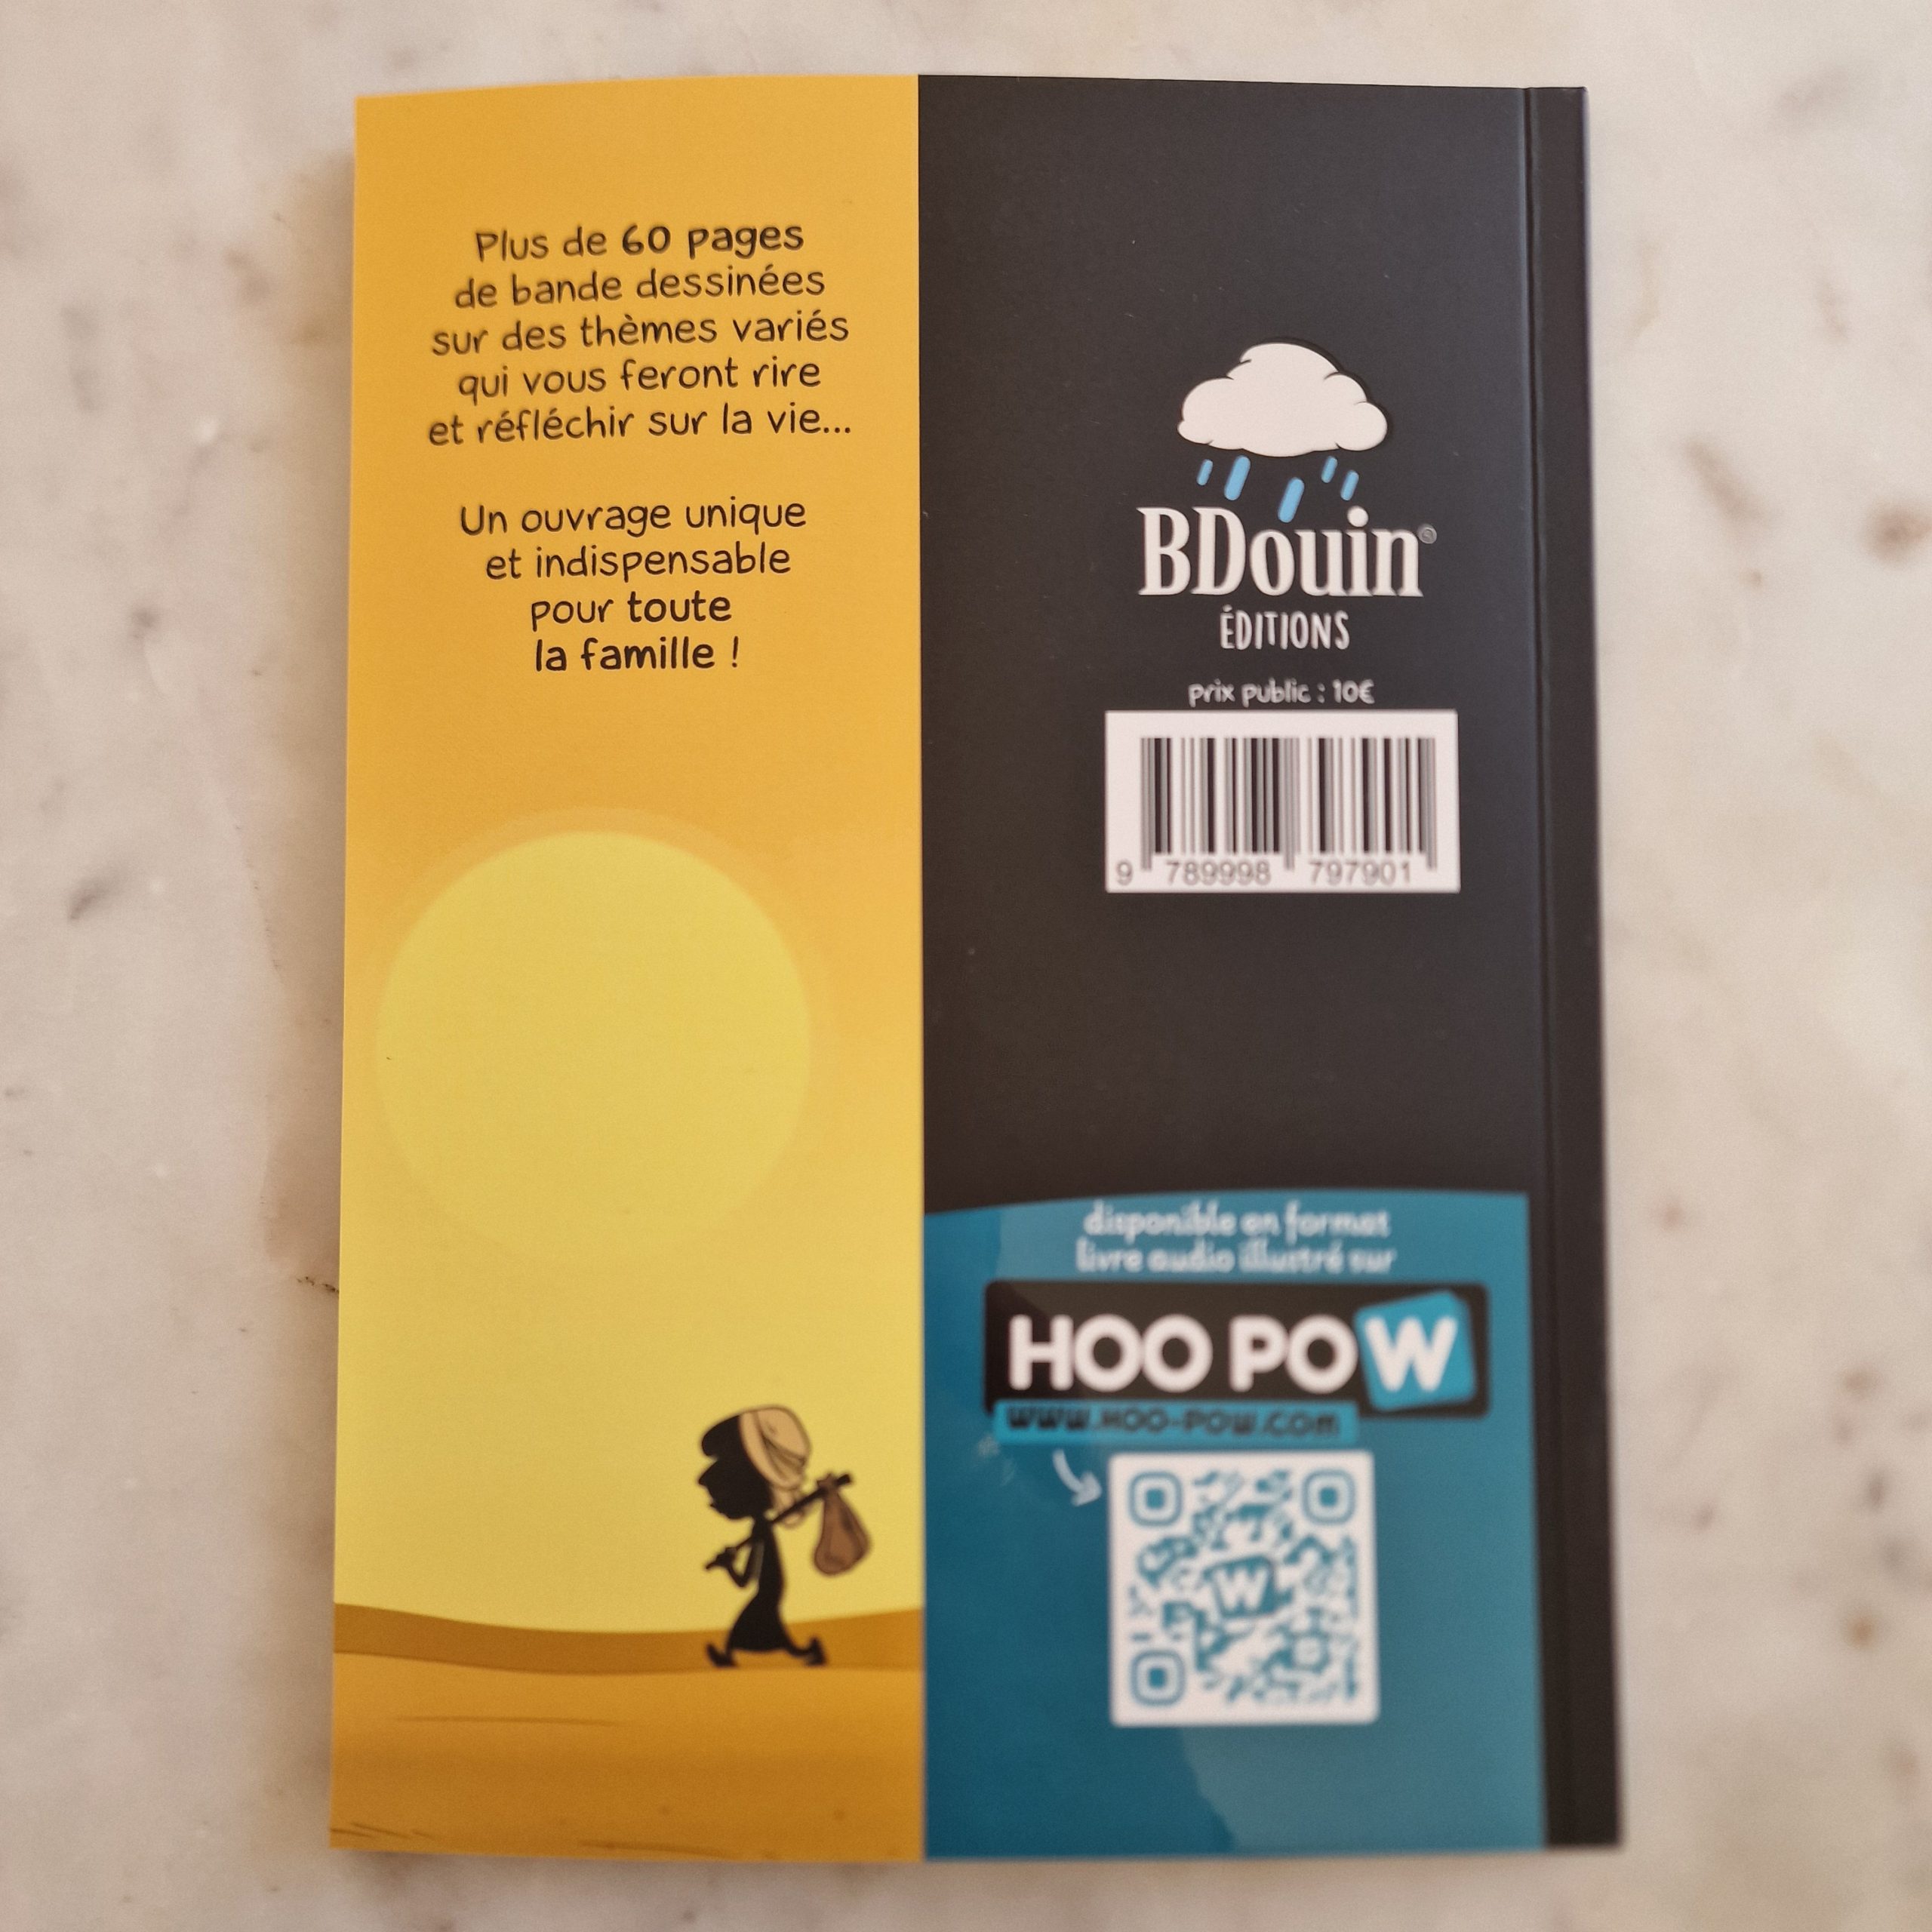 Plus de 60 pages
de bande dessinées
sur des thèmes variés
qui vous feront rire
et réfléchir sur la vie...
Un ouvrage unique
et indispensable
pour toute
la famille !
BDouin®
ÉDITIONS
prix public : 10€
9 789998 797901
disponible en format
livre audio illustré sur
HOO POW
www.HOO-POW.com
W